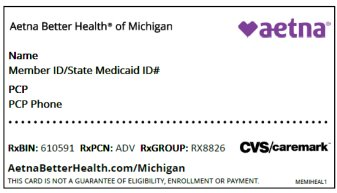 Aetna Better Health® of Michigan
aetna®
Name
Member ID/State Medicaid ID#
PCP
PCP Phone
RxBIN: 610591 RxPCN: ADV RxGROUP: RX8826 CVS/caremark™
AetnaBetterHealth.com/Michigan
THIS CARD IS NOT A GUARANTEE OF ELIGIBILITY, ENROLLMENT OR PAYMENT. MEMIHEAL1